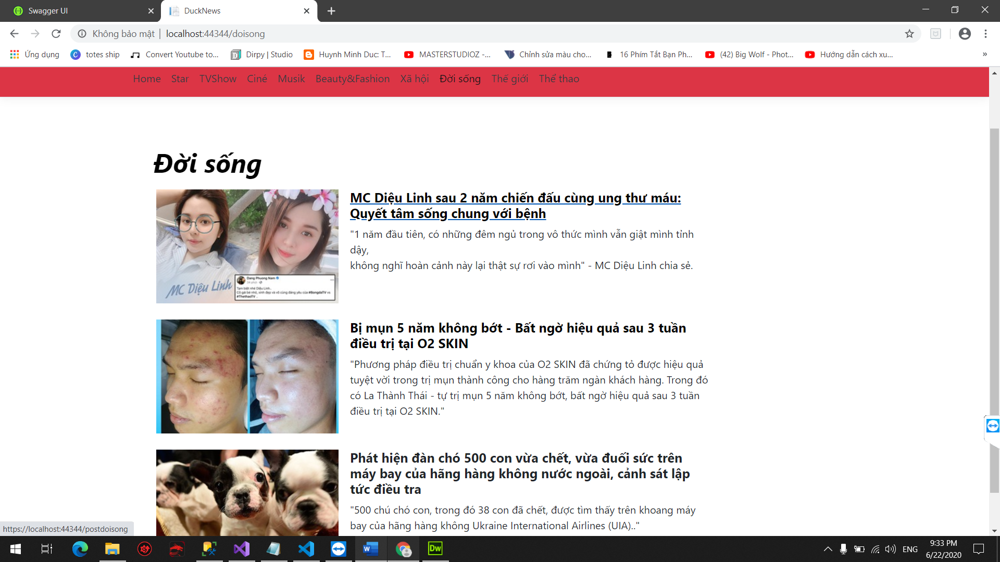 Swagger UI
DuckNews
Không bảo mật | localhost:44344/doisong
Ứng dụng
totes ship
Convert Youtube to...
Dirpy | Studio
Huynh Minh Duc: T...
MASTERSTUDIOZ -...
Chỉnh sửa màu cho...
16 Phím Tắt Bạn Ph...
(42) Big Wolf - Phot...
Hướng dẫn cách xu...
»
Home Star TVShow Ciné Musik Beauty&Fashion Xã hội Đời sống Thế giới Thể thao
Đời sống
MC Diệu Linh
Dang Phuong Nam
Tạm biệt nhé Diệu Linh..
Cô gái bé nhỏ, xinh đẹp và vô cùng đáng yêu của #BongdaTV vs
#ThethaoTV ..
MC Diệu Linh sau 2 năm chiến đấu cùng ung thư máu:
Quyết tâm sống chung với bệnh
"1 năm đầu tiên, có những đêm ngủ trong vô thức mình vẫn giật mình tỉnh
dậy,
không nghĩ hoàn cảnh này lại thật sự rơi vào mình" - MC Diệu Linh chia sẻ.
Bị mụn 5 năm không bớt - Bất ngờ hiệu quả sau 3 tuần
điều trị tại O2 SKIN
"Phương pháp điều trị chuẩn y khoa của O2 SKIN đã chứng tỏ được hiệu quả
tuyệt vời trong trị mụn thành công cho hàng trăm ngàn khách hàng. Trong đó
có La Thành Thái - tự trị mụn 5 năm không bớt, bất ngờ hiệu quả sau 3 tuần
điều trị tại O2 SKIN."
Phát hiện đàn chó 500 con vừa chết, vừa đuối sức trên
máy bay của hãng hàng không nước ngoài, cảnh sát lập
tức điều tra
"500 chú chó con, trong đó 38 con đã chết, được tìm thấy trên khoang máy
bay của hãng hàng không Ukraine International Airlines (UIA).."
https://localhost:44344/postdoisong
Dw
ENG
9:33 PM
6/22/2020